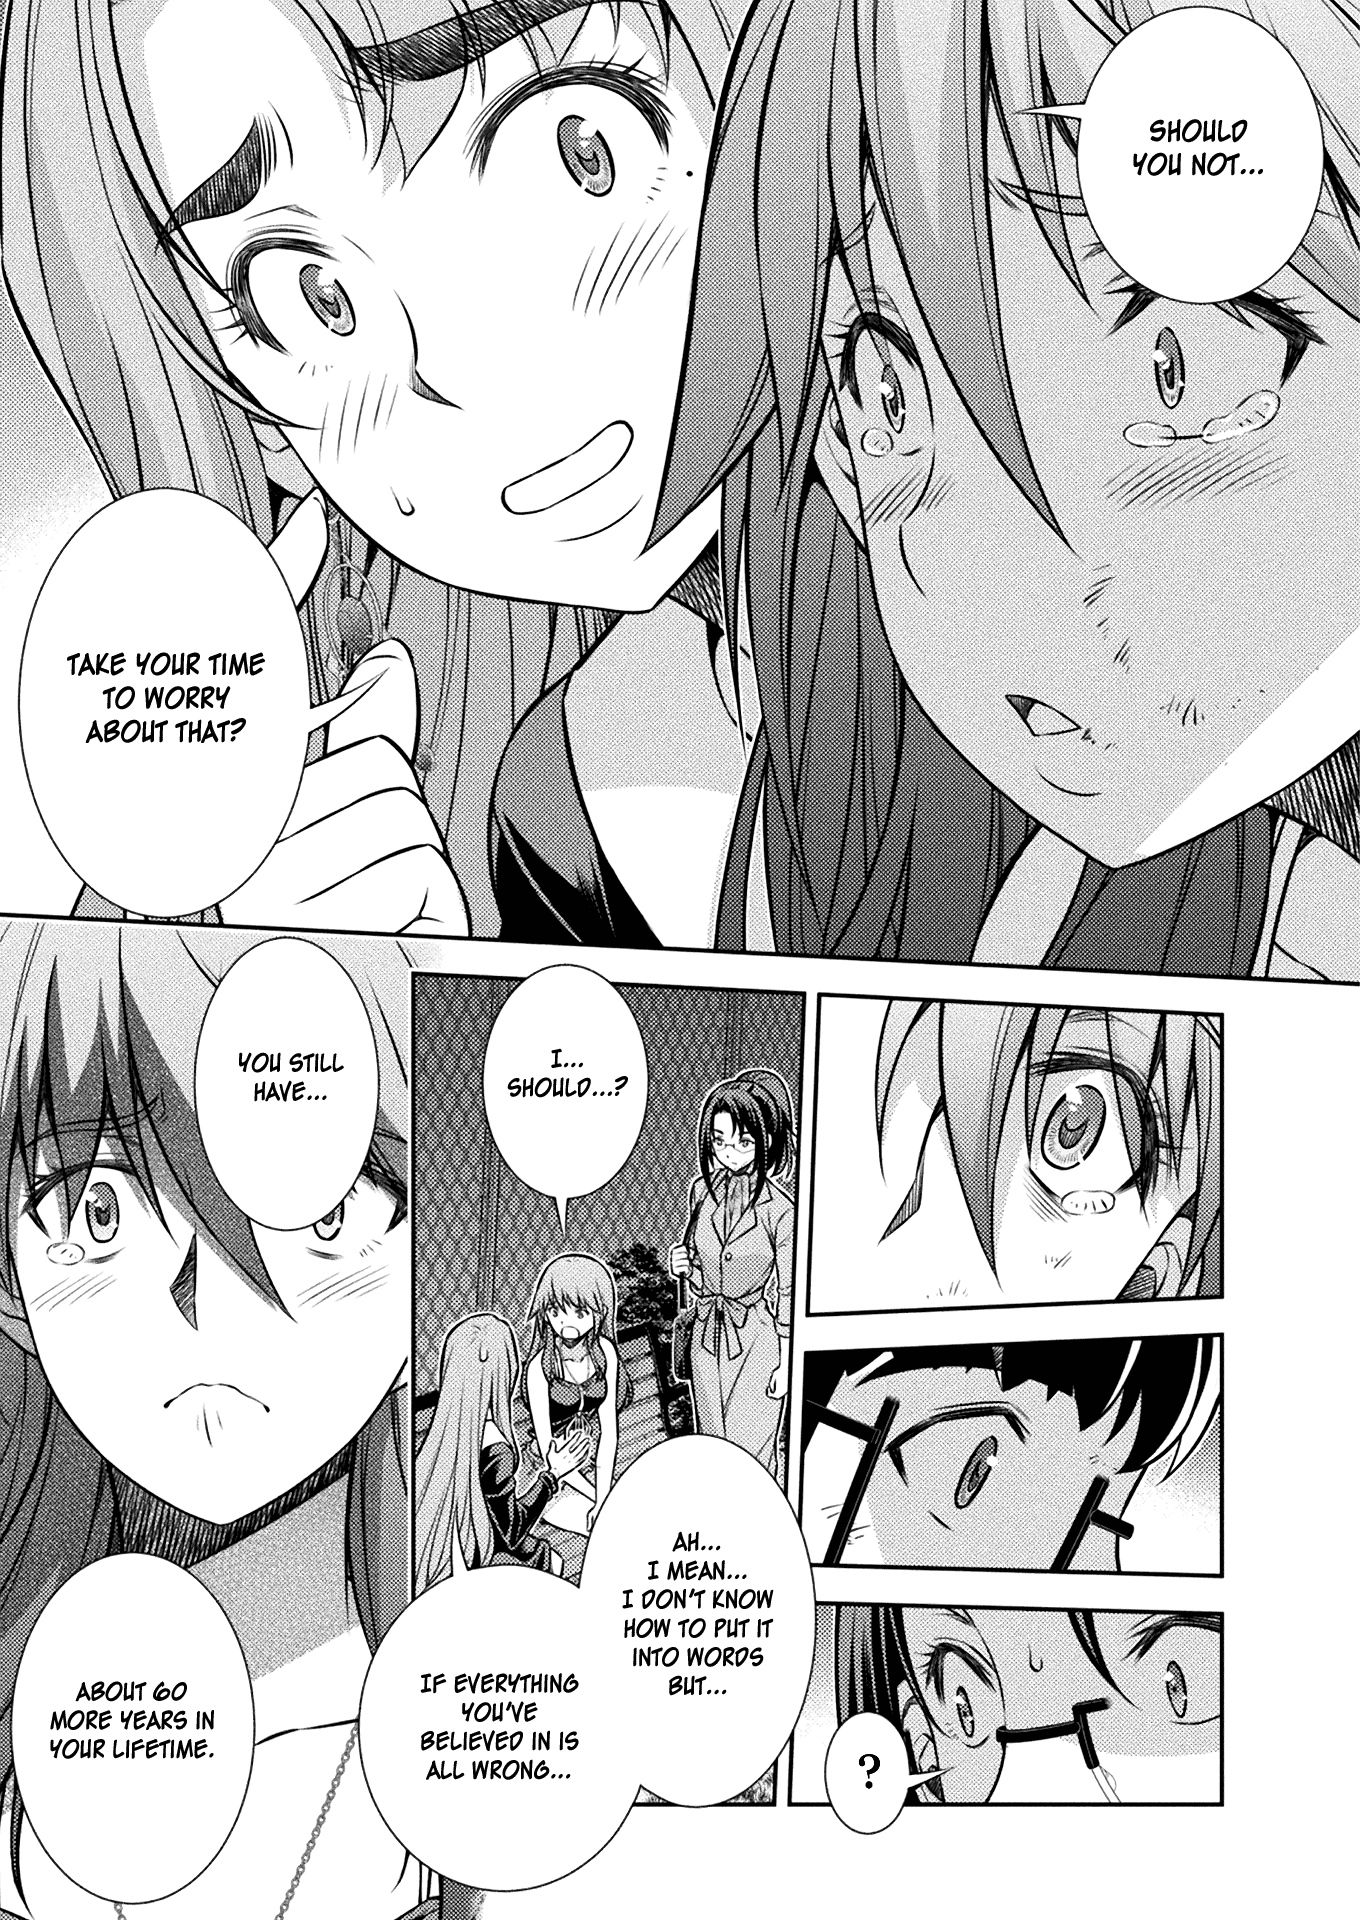 SHOULD
YOU NOT...
TAKE YOUR TIME
TO WORRY
ABOUT THAT?
?
I...
SHOULD...?
AH...
I MEAN...
I DON'T KNOW
HOW TO PUT IT
INTO WORDS
BUT...
IF EVERYTHING
YOU'VE
BELIEVED IN IS
ALL WRONG...
YOU STILL
HAVE...
ABOUT 60
MORE YEARS IN
YOUR LIFETIME.